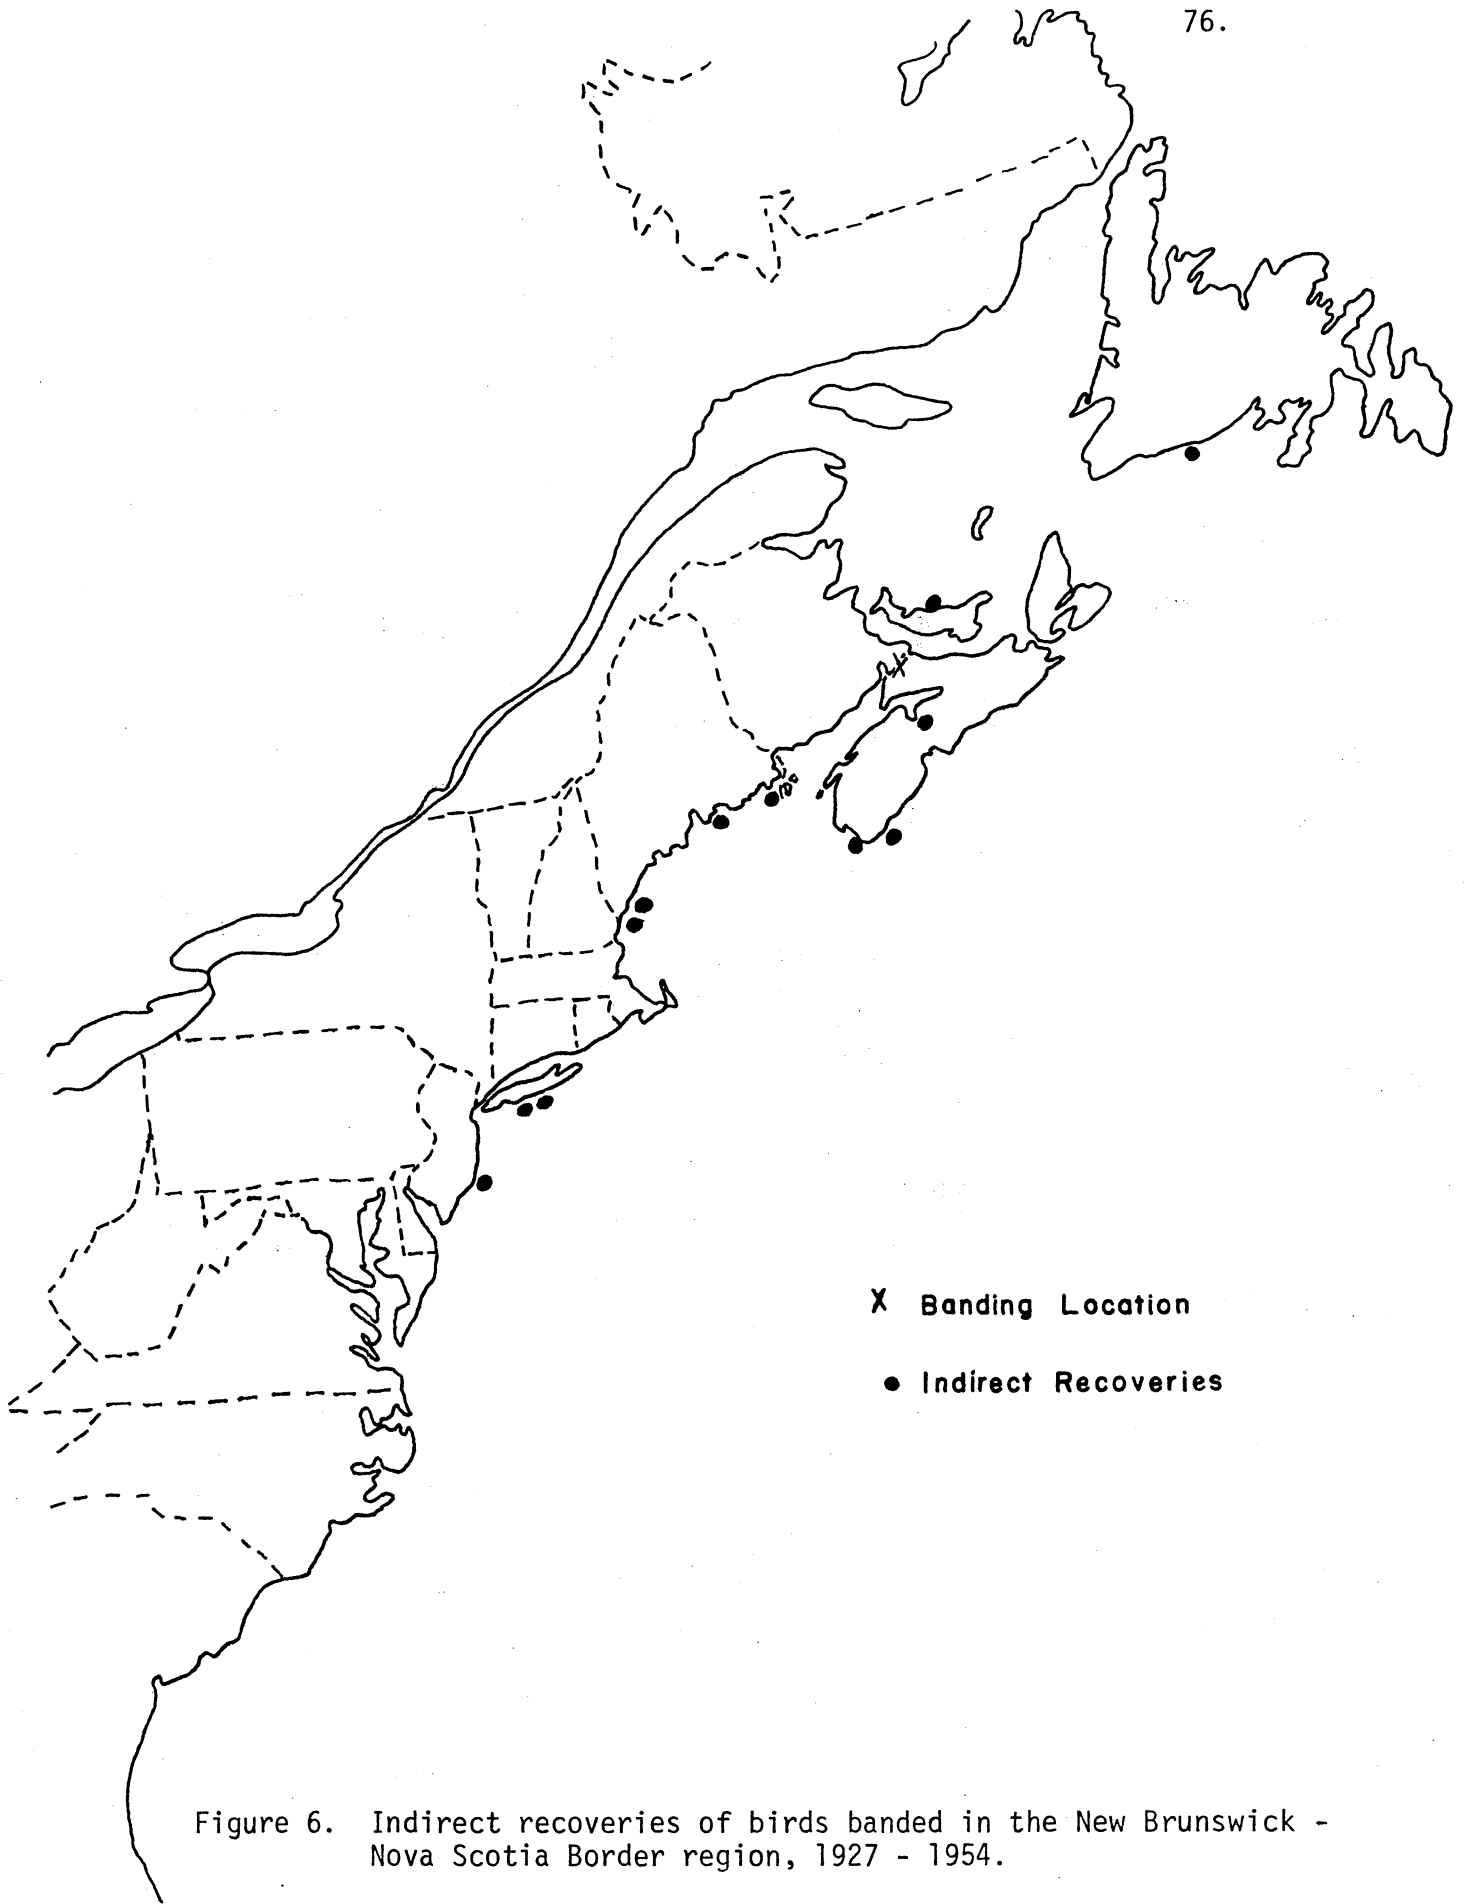 76.
X Banding Location
● Indirect Recoveries
Figure 6. Indirect recoveries of birds banded in the New Brunswick -
Nova Scotia Border region, 1927 - 1954.